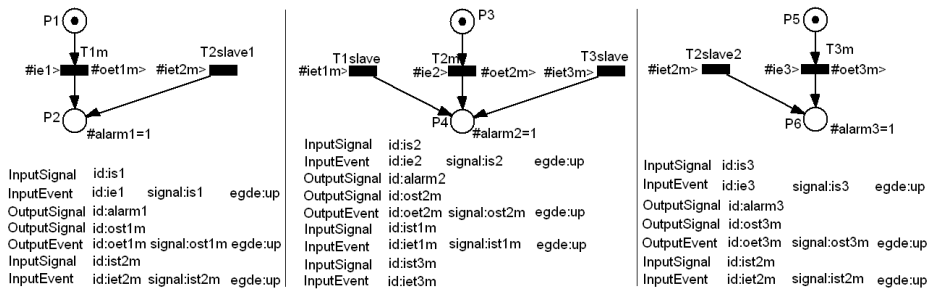 P1
T1m
T2slave1
#ie1>
#oet1m>
#iet2m>
P2
#alarm1=1
InputSignal id:is1
InputEvent id:ie1 signal:is1 egde:up
OutputSignal id:alarm1
OutputSignal id:ost1m
OutputEvent id:oet1m signal:ost1m egde:up
InputSignal id:ist2m
InputEvent id:iet2m signal:ist2m egde:up
P3
T1slave
T2m
T3slave
#iet1m>
#ie2>
#oet2m>
#iet3m>
P4
#alarm2=1
InputSignal id:is2
InputEvent id:ie2 signal:is2 egde:up
OutputSignal id:alarm2
OutputSignal id:ost2m
OutputEvent id:oet2m signal:ost2m egde:up
InputSignal id:ist1m
InputEvent id:iet1m signal:ist1m egde:up
InputSignal id:ist3m
InputEvent id:iet3m
P5
T2slave2
T3m
#iet2m>
#ie3>
#oet3m>
P6
#alarm3=1
InputSignal id:is3
InputEvent id:ie3 signal:is3 egde:up
OutputSignal id:alarm3
OutputSignal id:ost3m
OutputEvent id:oet3m signal:ost3m egde:up
InputSignal id:ist2m
InputEvent id:iet2m signal:ist2m egde:up